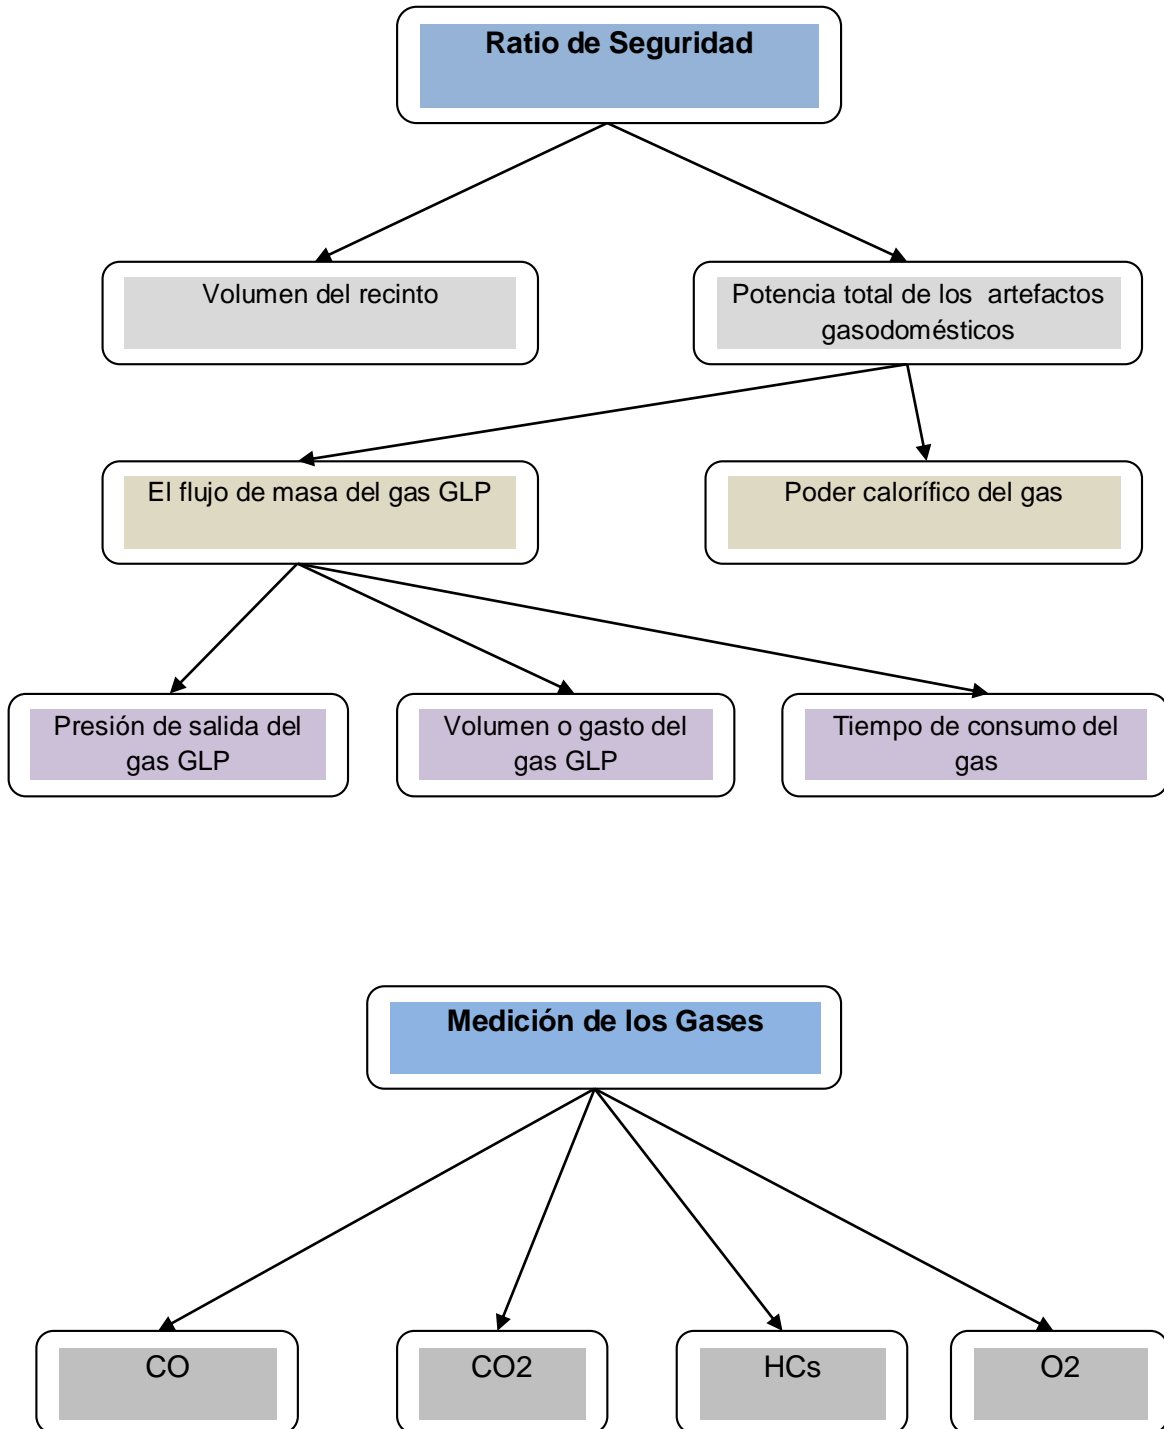 Ratio de Seguridad
Volumen del recinto
Potencia total de los artefactos
gasodomésticos
El flujo de masa del gas GLP
Poder calorífico del gas
Presión de salida del
gas GLP
Volumen o gasto del
gas GLP
Tiempo de consumo del
gas
Medición de los Gases
CO
CO2
HCs
O2